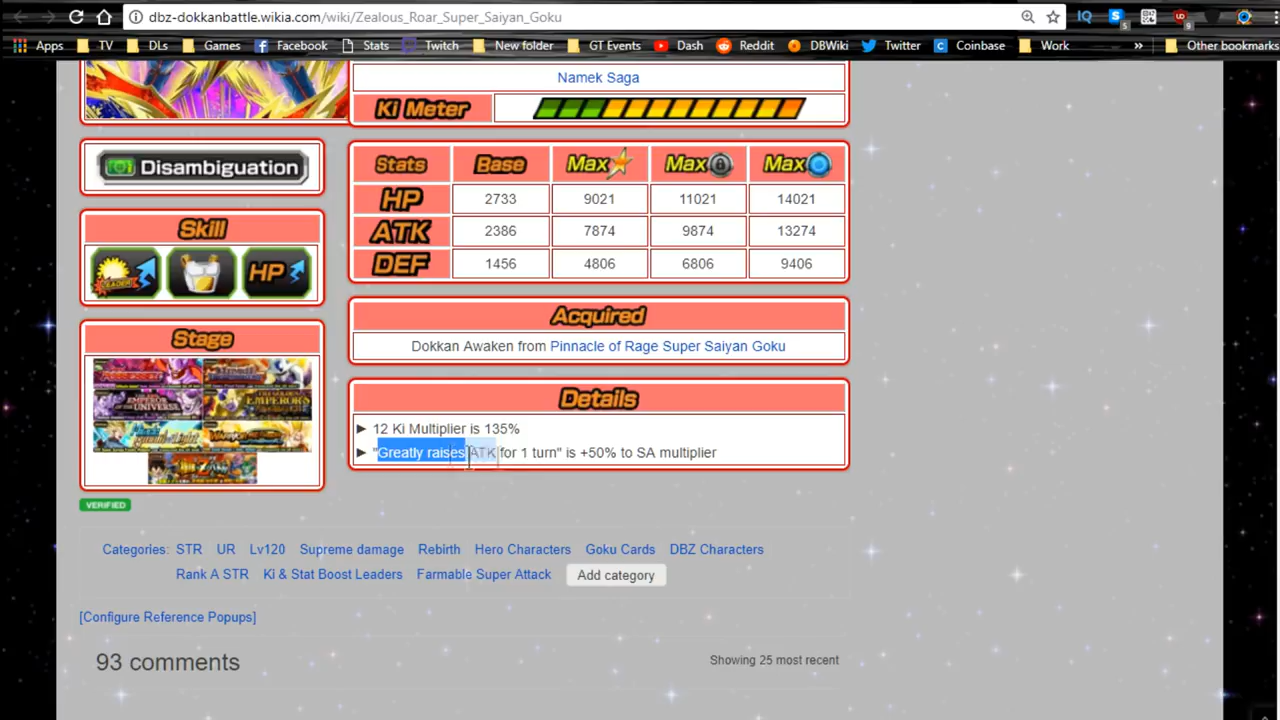 dbz-dokkanbattle.wikia.com/wiki/Zealous_Roar_Super_Saiyan_Goku
Apps TV DLs Games Facebook Stats Twitch New folder GT Events Dash Reddit DBWiki Twitter Coinbase Work » Other bookmarks
Namek Saga
Ki Meter
Disambiguation
Stats Base Max Max Max
HP 2733 9021 11021 14021
ATK 2386 7874 9874 13274
DEF 1456 4806 6806 9406
Skill
LEADER HP
Stage
Acquired
Dokkan Awaken from Pinnacle of Rage Super Saiyan Goku
Details
► 12 Ki Multiplier is 135%
► "Greatly raises ATK for 1 turn" is +50% to SA multiplier
VERIFIED
Categories: STR UR Lv120 Supreme damage Rebirth Hero Characters Goku Cards DBZ Characters
Rank A STR Ki & Stat Boost Leaders Farmable Super Attack Add category
[Configure Reference Popups]
93 comments
Showing 25 most recent